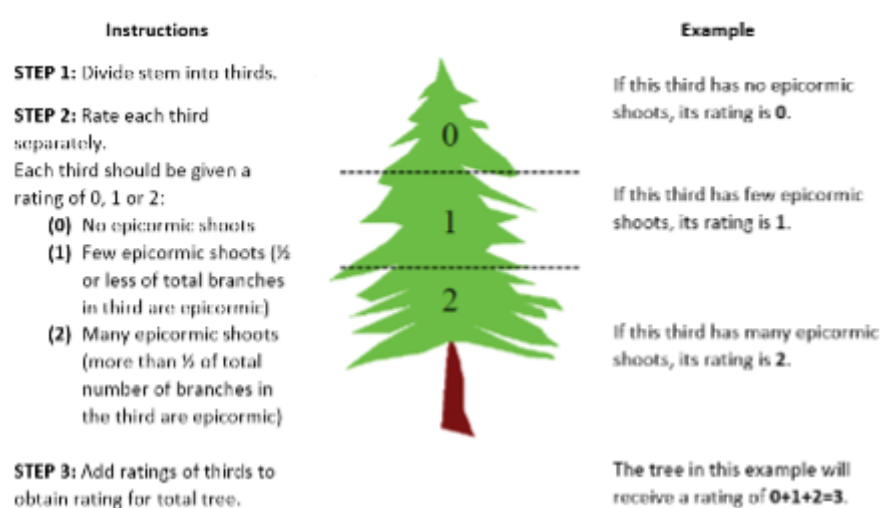 Instructions
STEP 1: Divide stem into thirds.
STEP 2: Rate each third
separately.
Each third should be given a
rating of 0, 1 or 2:
(0) No epicormic shoots
(1) Few epicormic shoots (⅓
or less of total branches
in third are epicormic)
(2) Many epicormic shoots
(more than ⅓ of total
number of branches in
the third are epicormic)
STEP 3: Add ratings of thirds to
obtain rating for total tree.
0
1
2
Example
If this third has no epicormic
shoots, its rating is 0.
If this third has few epicormic
shoots, its rating is 1.
If this third has many epicormic
shoots, its rating is 2.
The tree in this example will
receive a rating of 0+1+2=3.